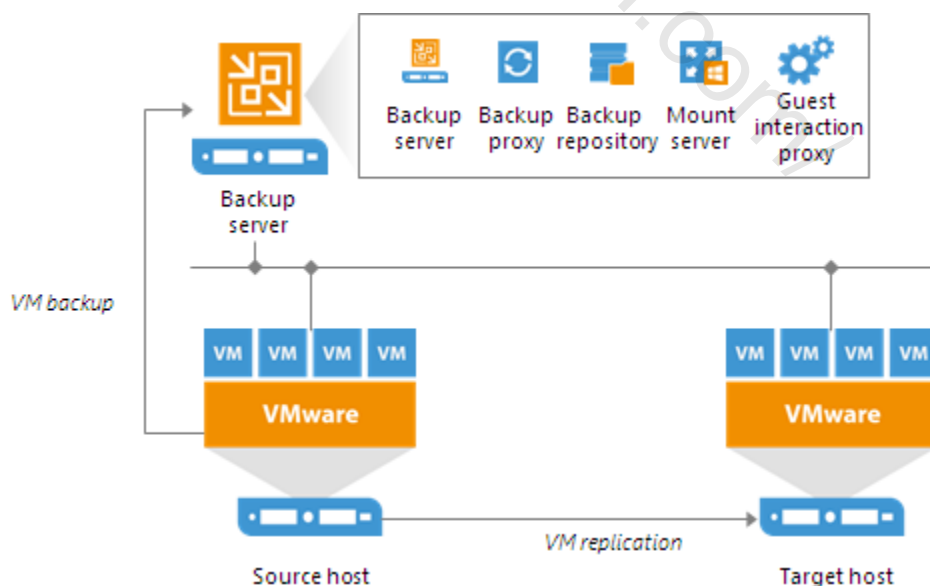 Backup
server
Backup
proxy
Backup
repository
Mount
server
Guest
interaction
proxy
Backup
server
VM backup
VM
VM
VM
VM
VMware
VM
VM
VM
VM
VMware
VM replication
Source host
Target host
.com/